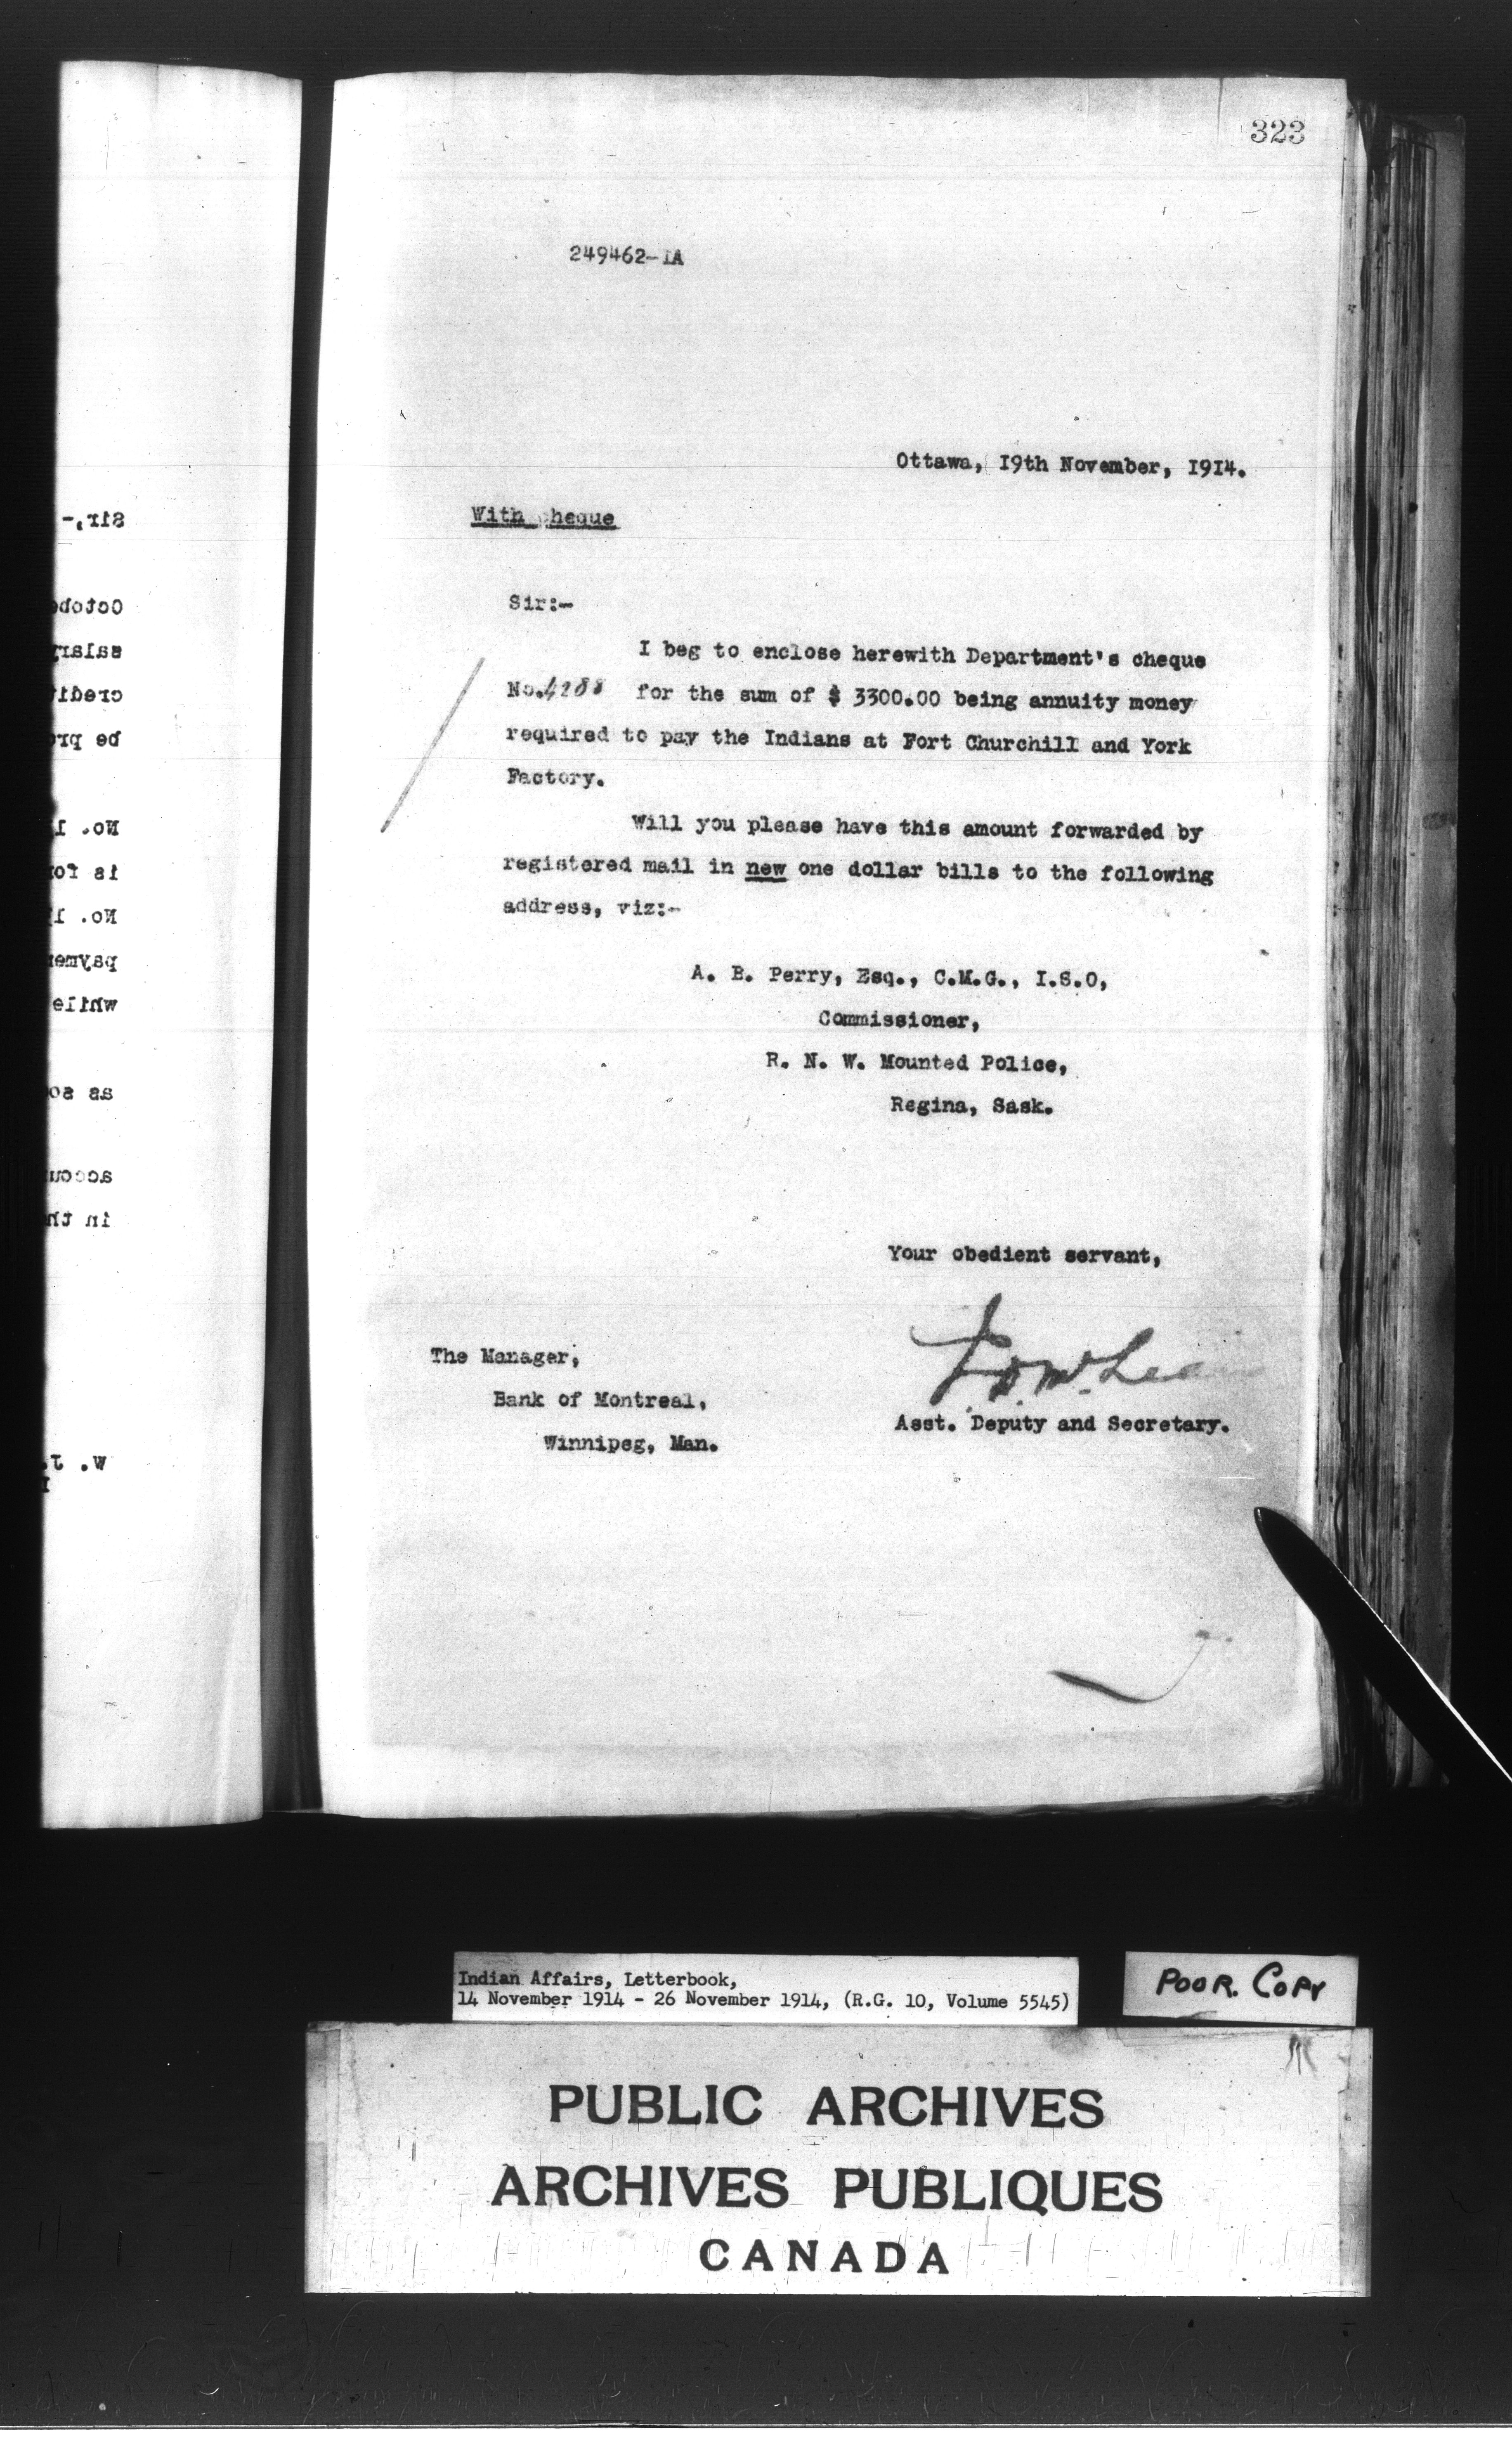 323
249462-1A
Ottawa, 19th November, 1914.
With cheque
Sir:-
I beg to enclose herewith Department's cheque
No. 4288 for the sum of $ 3300.00 being annuity money
required to pay the Indians at Fort Churchill and York
Factory.
Will you please have this amount forwarded by
registered mail in new one dollar bills to the following
address, viz:-
A. B. Perry, Esq., C.M.G., I.S.O,
Commissioner,
R. N. W. Mounted Police,
Regina, Sask.
Your obedient servant,
The Manager,
Bank of Montreal,
Winnipeg, Man.
Asst. Deputy and Secretary.
Indian Affairs, Letterbook,
14 November 1914 - 26 November 1914, (R.G. 10, Volume 5545)
POOR. COPY
PUBLIC ARCHIVES
ARCHIVES PUBLIQUES
CANADA